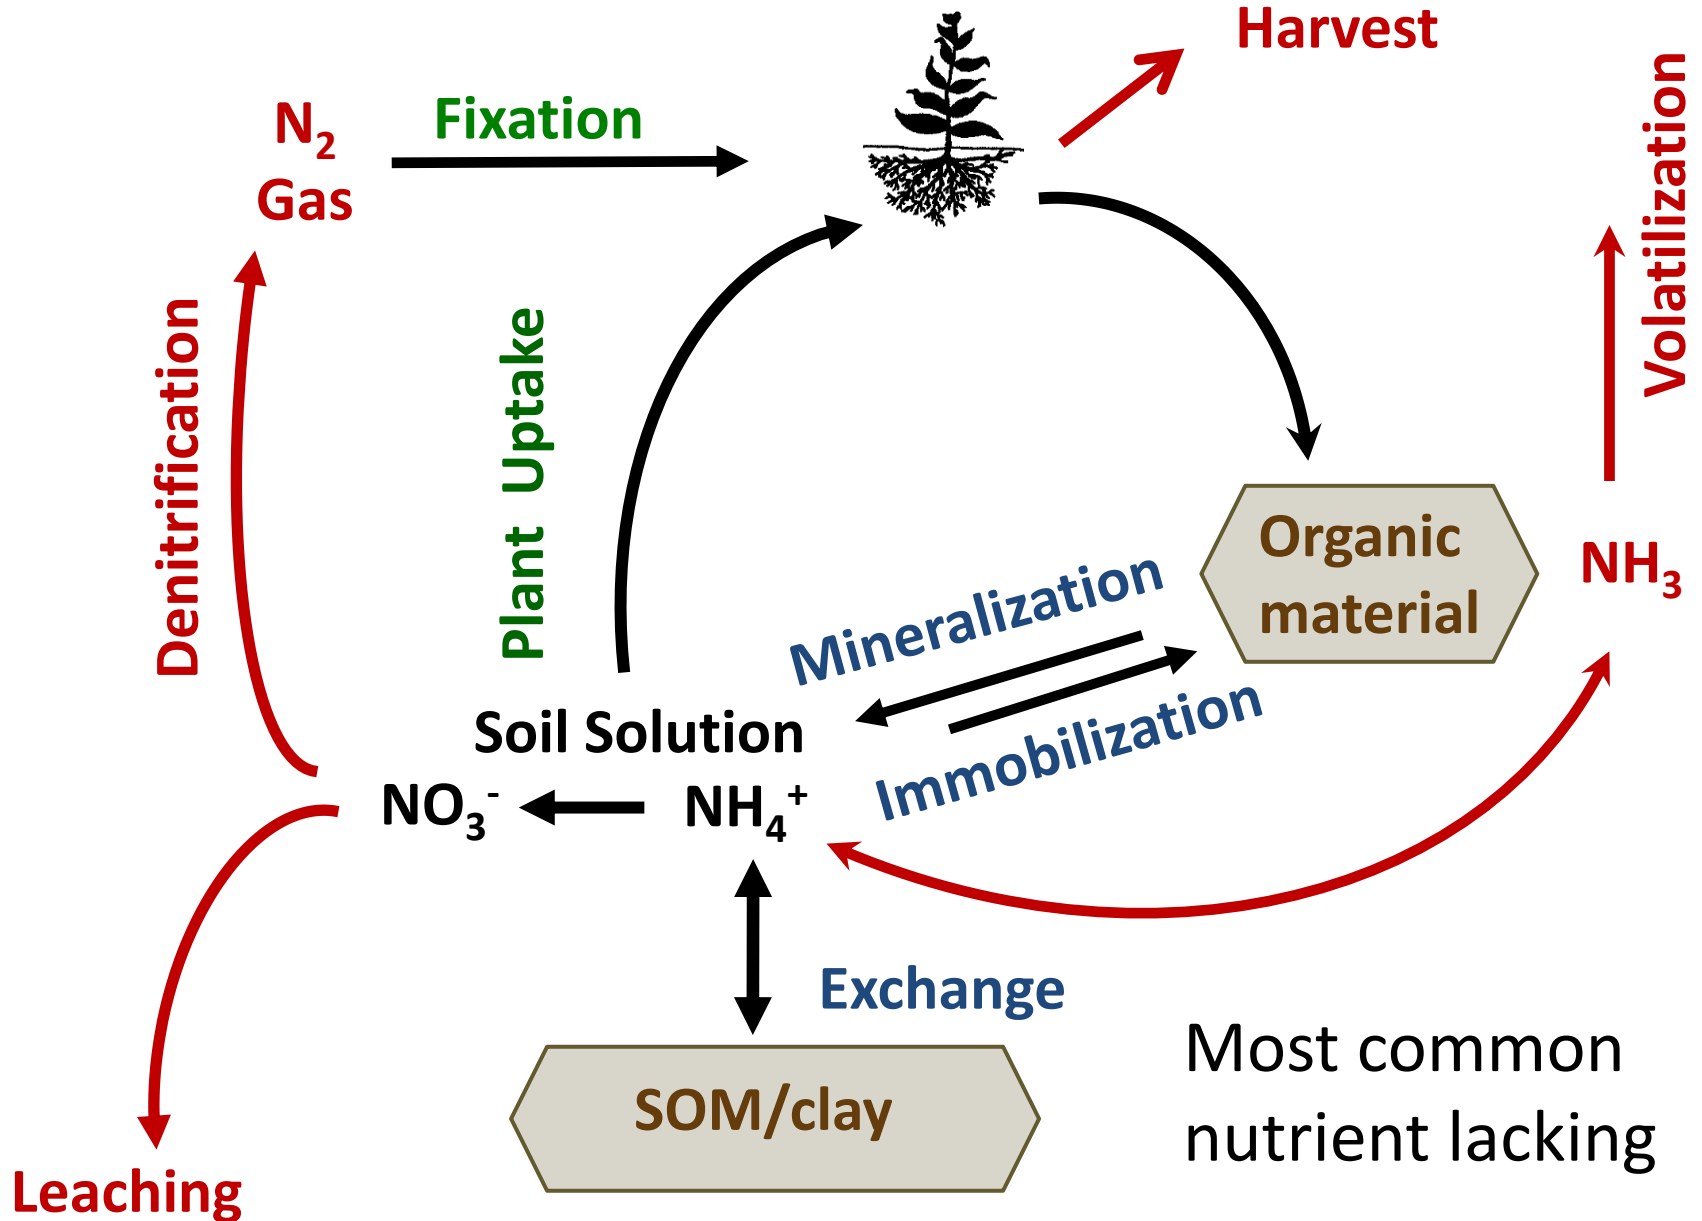 Harvest
N₂
Gas
Fixation
Volatilization
Denitrification
Plant Uptake
Organic
material
NH₃
Mineralization
Immobilization
Soil Solution
NO₃⁻
NH₄⁺
Exchange
SOM/clay
Most common
nutrient lacking
Leaching